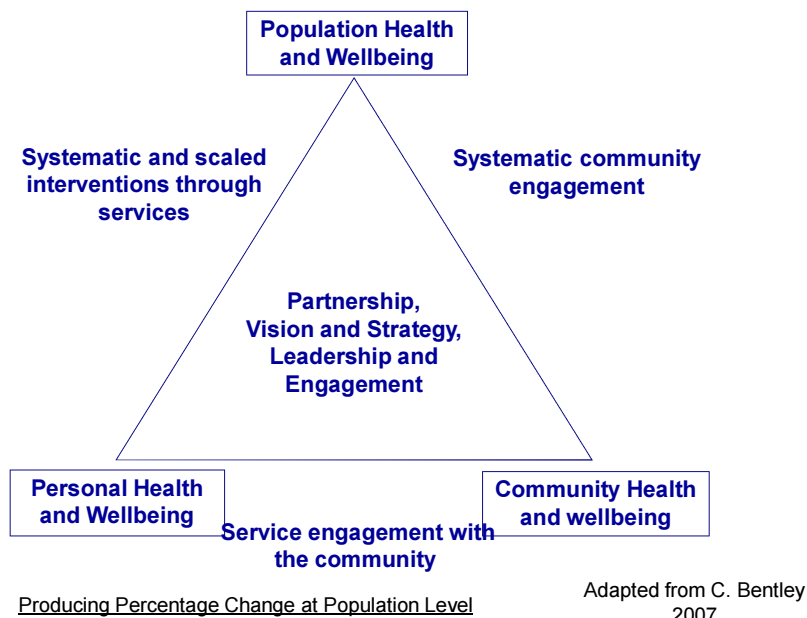 Population Health
and Wellbeing
Systematic and scaled
interventions through
services
Systematic community
engagement
Partnership,
Vision and Strategy,
Leadership and
Engagement
Personal Health
and Wellbeing
Community Health
and wellbeing
Service engagement with
the community
Producing Percentage Change at Population Level
Adapted from C. Bentley
2007